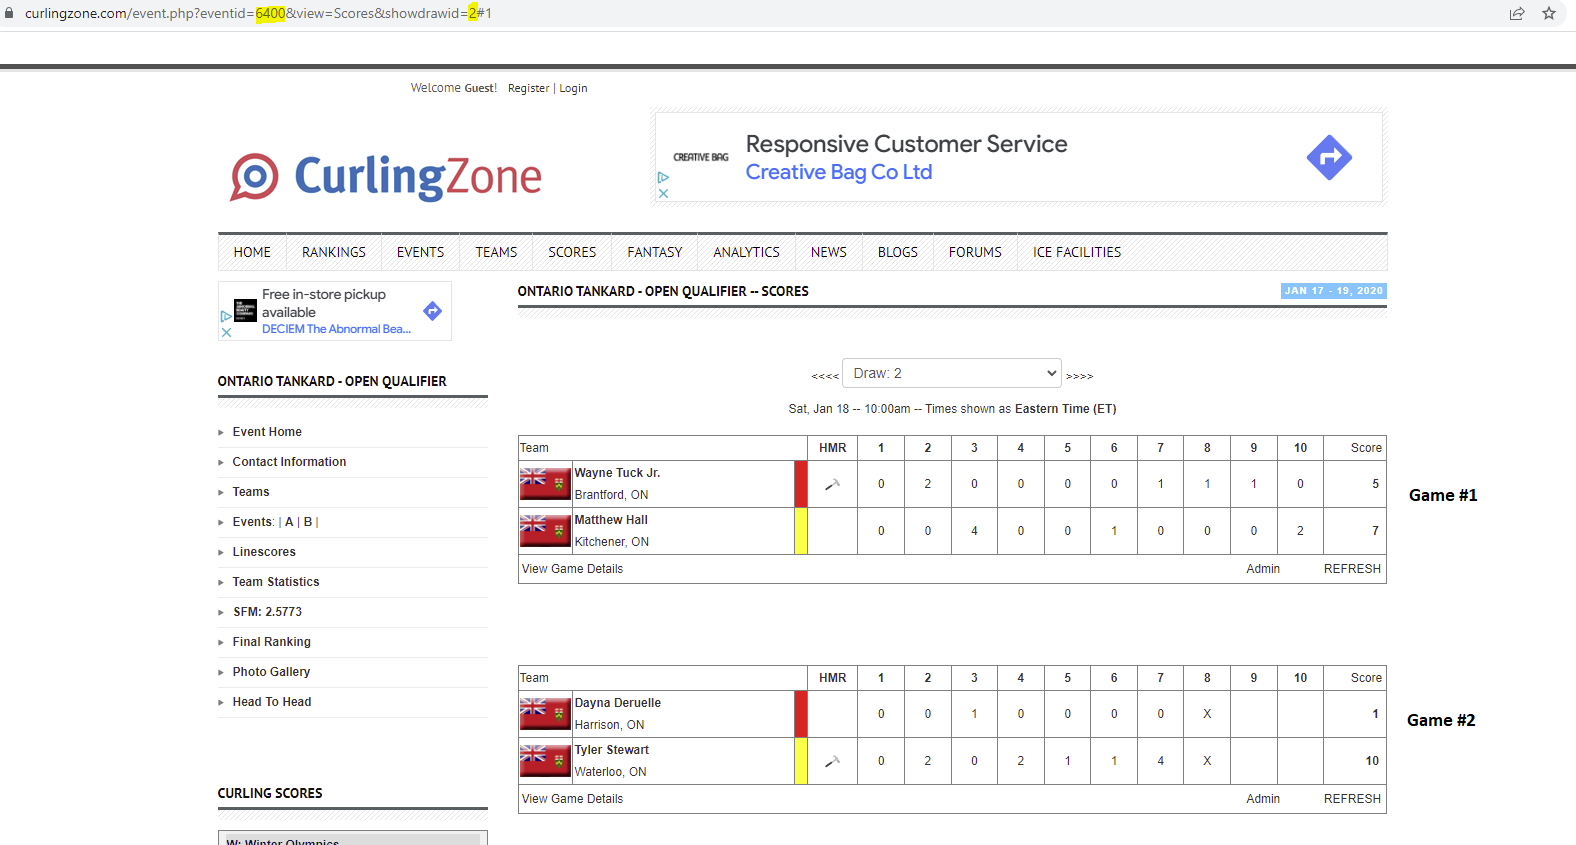 curlingzone.com/event.php?eventid=6400&view=Scores&showdrawid=2#1
Welcome Guest! Register | Login
CurlingZone
CREATIVE BAG
Responsive Customer Service
Creative Bag Co Ltd
HOME RANKINGS EVENTS TEAMS SCORES FANTASY ANALYTICS NEWS BLOGS FORUMS ICE FACILITIES
Free in-store pickup
available
DECIEM The Abnormal Bea...
ONTARIO TANKARD - OPEN QUALIFIER -- SCORES JAN 17 - 19, 2020
ONTARIO TANKARD - OPEN QUALIFIER
Event Home
Contact Information
Teams
Events: | A | B |
Linescores
Team Statistics
SFM: 2.5773
Final Ranking
Photo Gallery
Head To Head
CURLING SCORES
W: Winter Olympics
<<<< Draw: 2 >>>>
Sat, Jan 18 -- 10:00am -- Times shown as Eastern Time (ET)
Team HMR 1 2 3 4 5 6 7 8 9 10 Score
Wayne Tuck Jr.
Brantford, ON
0 2 0 0 0 0 1 1 1 0 5
Matthew Hall
Kitchener, ON
0 0 4 0 0 1 0 0 0 2 7
View Game Details Admin REFRESH
Game #1
Team HMR 1 2 3 4 5 6 7 8 9 10 Score
Dayna Deruelle
Harrison, ON
0 0 1 0 0 0 0 X 1
Tyler Stewart
Waterloo, ON
0 2 0 2 1 1 4 X 10
View Game Details Admin REFRESH
Game #2